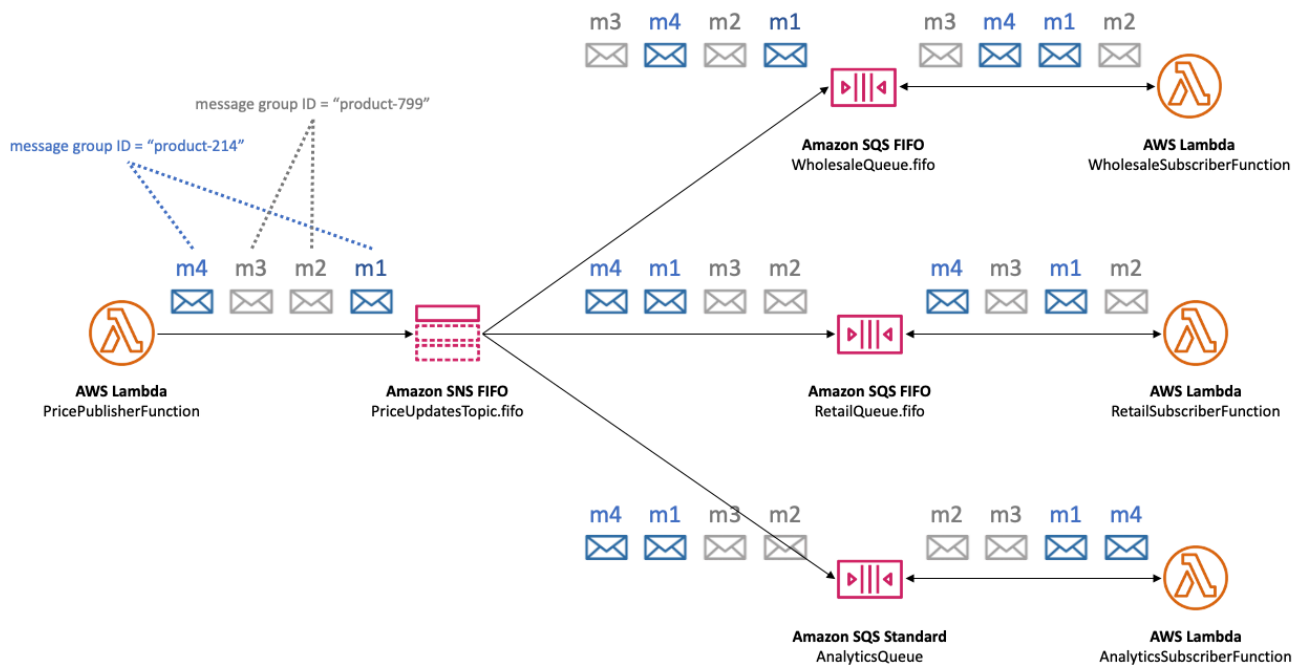 m3 m4 m2 m1
m3 m4 m1 m2
message group ID = “product-799”
message group ID = “product-214”
Amazon SQS FIFO
WholesaleQueue.fifo
AWS Lambda
WholesaleSubscriberFunction
m4 m3 m2 m1
m4 m1 m3 m2
m4 m3 m1 m2
AWS Lambda
PricePublisherFunction
Amazon SNS FIFO
PriceUpdatesTopic.fifo
Amazon SQS FIFO
RetailQueue.fifo
AWS Lambda
RetailSubscriberFunction
m4 m1 m3 m2
m2 m3 m1 m4
Amazon SQS Standard
AnalyticsQueue
AWS Lambda
AnalyticsSubscriberFunction